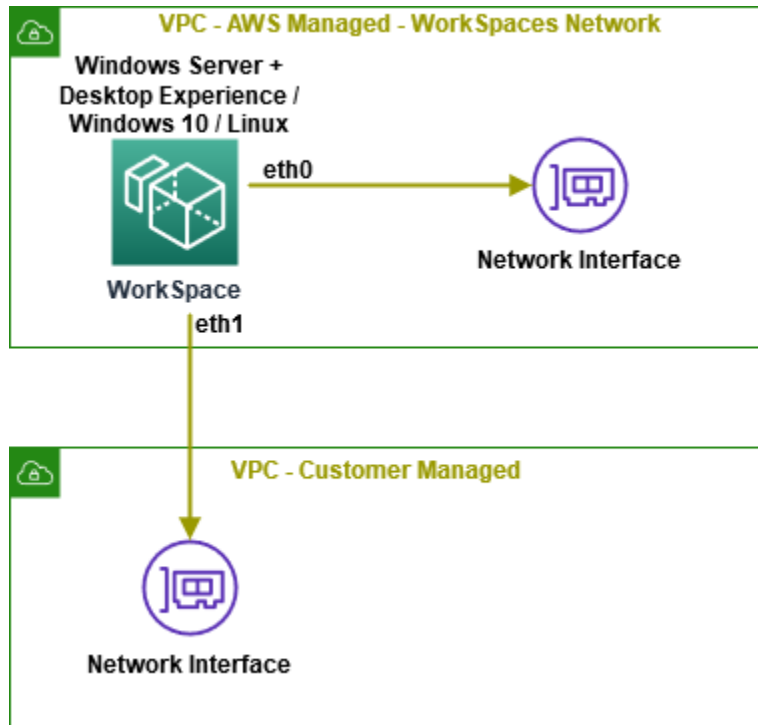 VPC - AWS Managed - WorkSpaces Network
Windows Server +
Desktop Experience /
Windows 10 / Linux
eth0
Network Interface
WorkSpace
eth1
VPC - Customer Managed
Network Interface